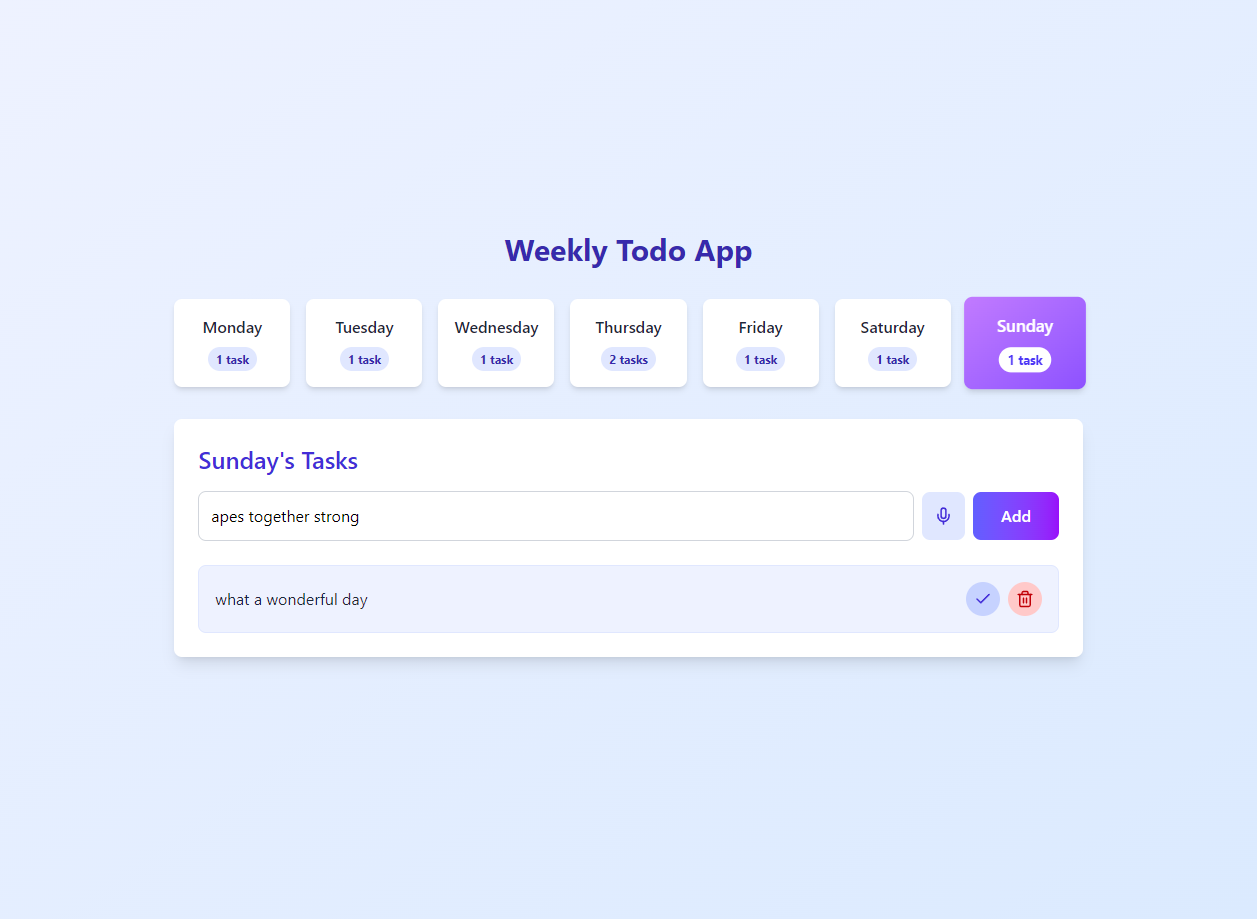 Weekly Todo App
Monday
1 task
Tuesday
1 task
Wednesday
1 task
Thursday
2 tasks
Friday
1 task
Saturday
1 task
Sunday
1 task
Sunday's Tasks
apes together strong
Add
what a wonderful day